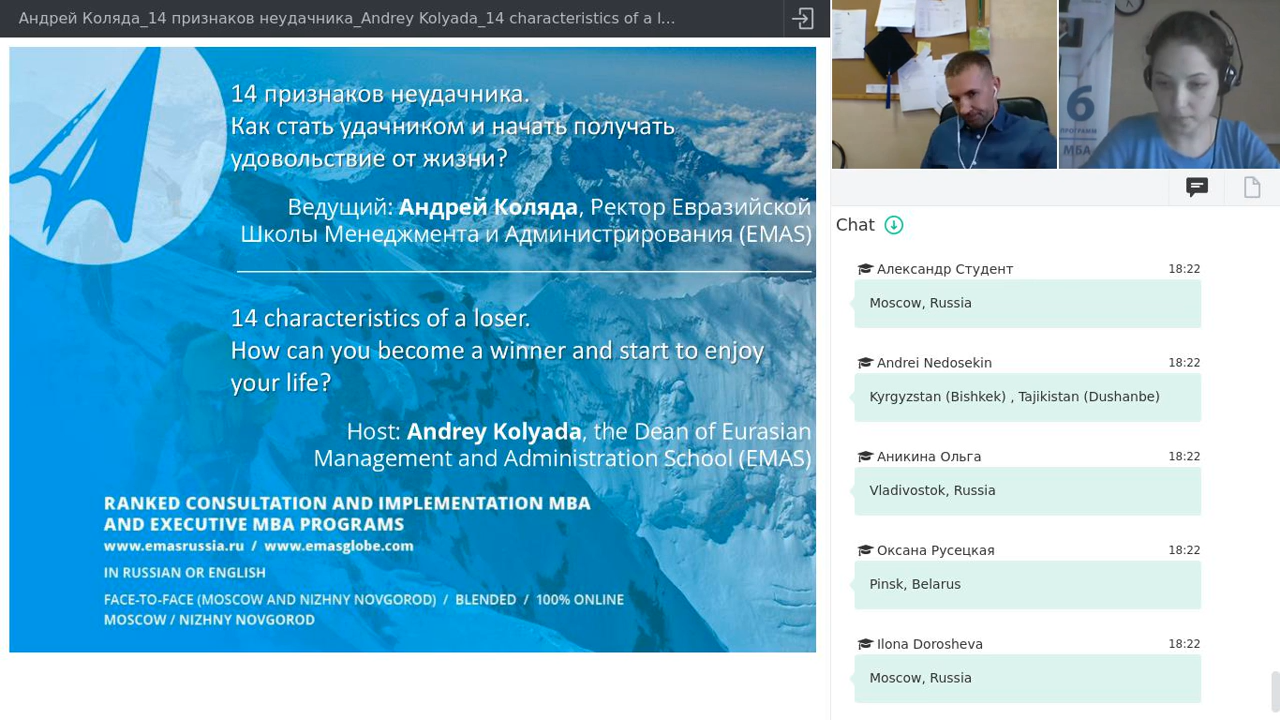 Андрей Коляда_14 признаков неудачника_Andrey Kolyada_14 characteristics of a l...
14 признаков неудачника.
Как стать удачником и начать получать
удовольствие от жизни?
Ведущий: Андрей Коляда, Ректор Евразийской
Школы Менеджмента и Администрирования (EMAS)
14 characteristics of a loser.
How can you become a winner and start to enjoy
your life?
Host: Andrey Kolyada, the Dean of Eurasian
Management and Administration School (EMAS)
RANKED CONSULTATION AND IMPLEMENTATION MBA
AND EXECUTIVE MBA PROGRAMS
www.emasrussia.ru / www.emasglobe.com
IN RUSSIAN OR ENGLISH
FACE-TO-FACE (MOSCOW AND NIZHNY NOVGOROD) / BLENDED / 100% ONLINE
MOSCOW / NIZHNY NOVGOROD
6
ПРОГРАММ
МБА
Chat
Александр Студент 18:22
Moscow, Russia
Andrei Nedosekin 18:22
Kyrgyzstan (Bishkek) , Tajikistan (Dushanbe)
Аникина Ольга 18:22
Vladivostok, Russia
Оксана Русецкая 18:22
Pinsk, Belarus
Ilona Dorosheva 18:22
Moscow, Russia